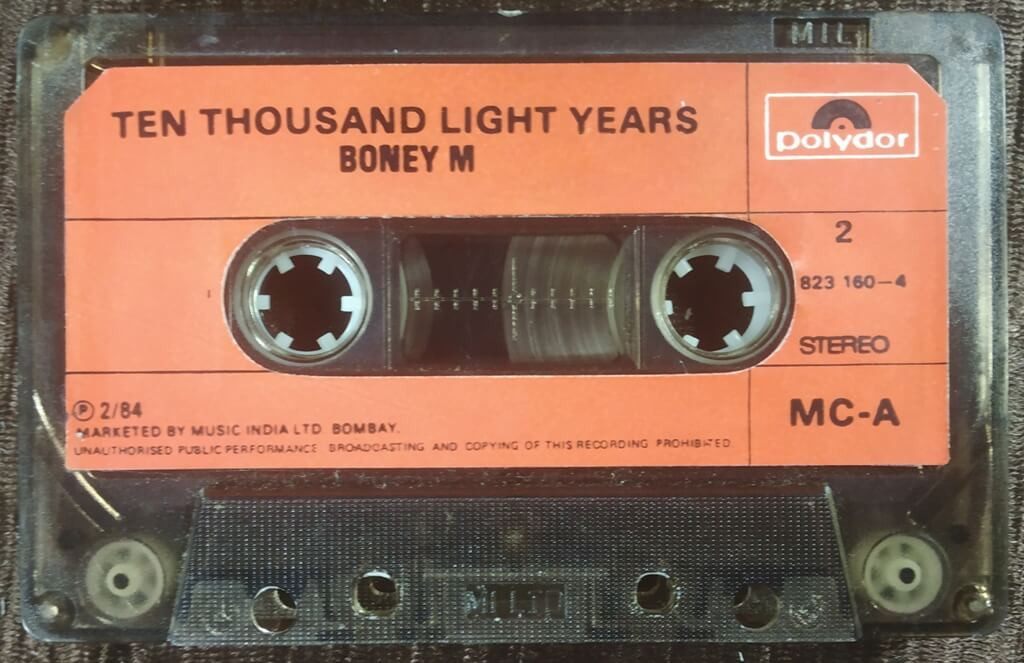 MIL
TEN THOUSAND LIGHT YEARS
BONEY M
polydor
2
823 160-4
STEREO
MC-A
Ⓟ 2/84
MARKETED BY MUSIC INDIA LTD BOMBAY.
UNAUTHORISED PUBLIC PERFORMANCE BROADCASTING AND COPYING OF THIS RECORDING PROHIBITED